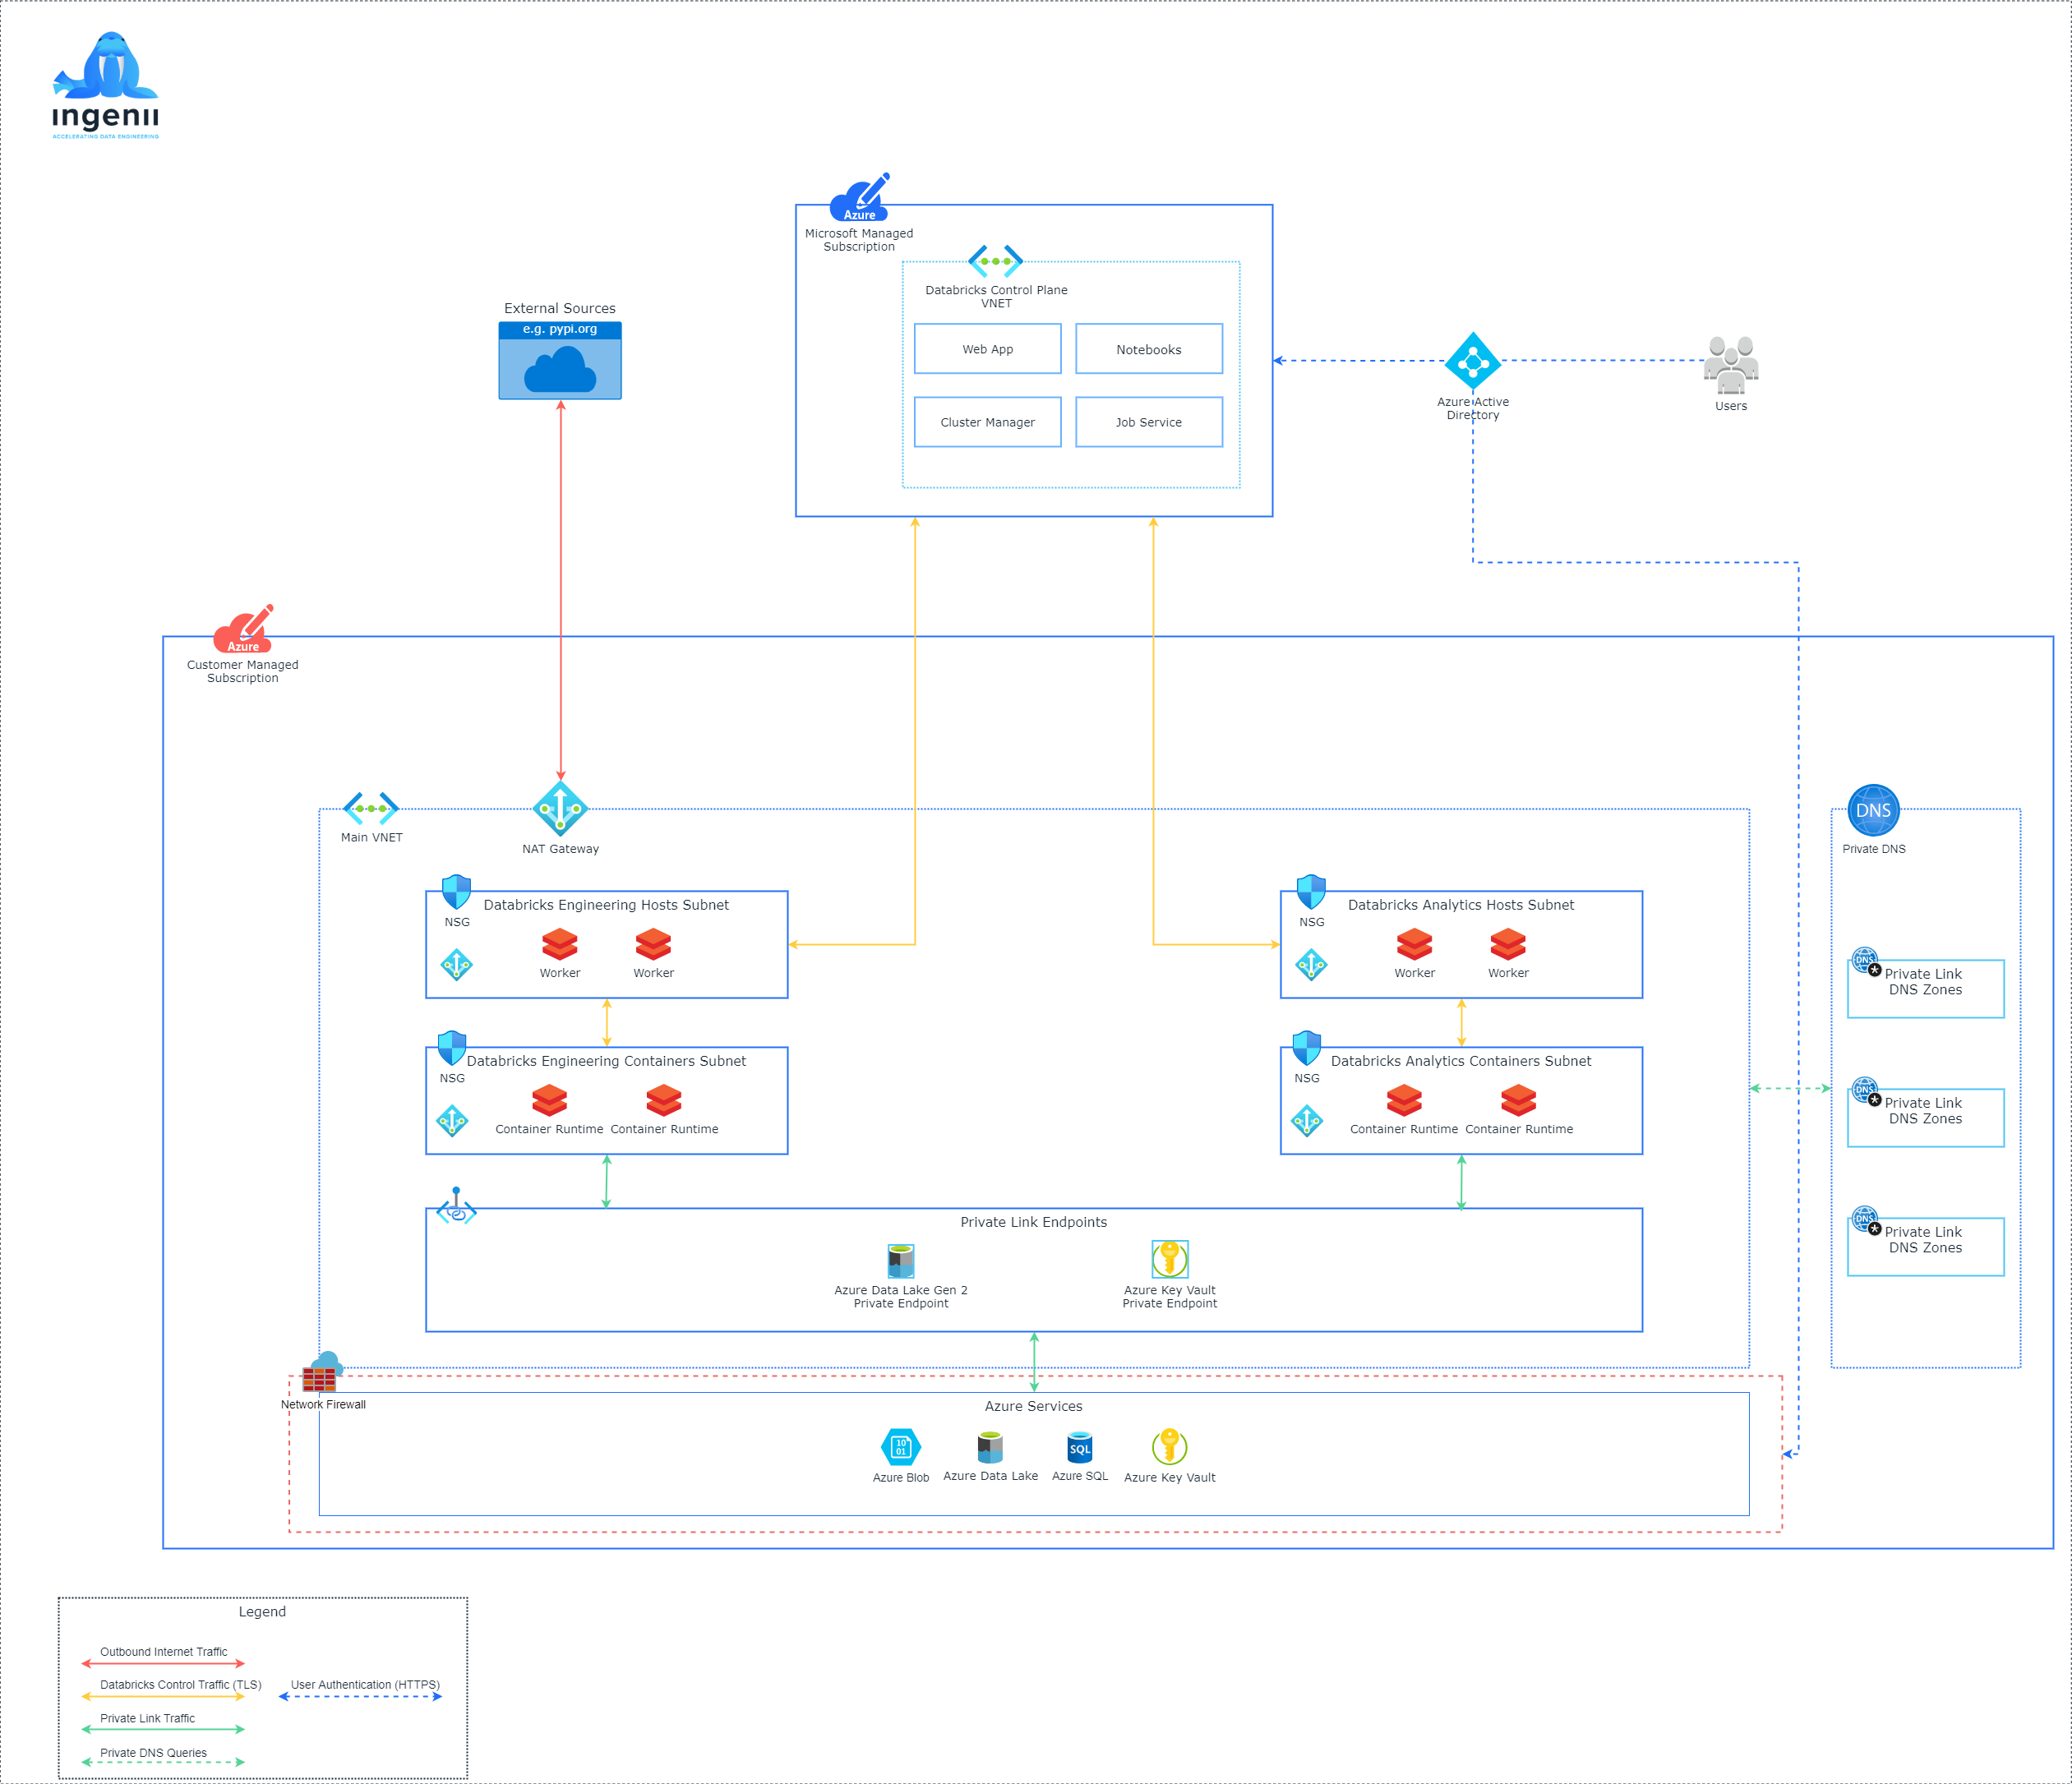 ingenii
ACCELERATING DATA ENGINEERING
Azure
Microsoft Managed
Subscription
Databricks Control Plane
VNET
Web App
Notebooks
Cluster Manager
Job Service
External Sources
e.g. pypi.org
Azure Active
Directory
Users
Azure
Customer Managed
Subscription
Main VNET
NAT Gateway
DNS
Private DNS
NSG
Databricks Engineering Hosts Subnet
Worker
Worker
NSG
Databricks Analytics Hosts Subnet
Worker
Worker
NSG
Databricks Engineering Containers Subnet
Container Runtime
Container Runtime
NSG
Databricks Analytics Containers Subnet
Container Runtime
Container Runtime
DNS
*
Private Link
DNS Zones
DNS
*
Private Link
DNS Zones
DNS
*
Private Link
DNS Zones
Private Link Endpoints
Azure Data Lake Gen 2
Private Endpoint
Azure Key Vault
Private Endpoint
Network Firewall
Azure Services
10
01
Azure Blob
Azure Data Lake
SQL
Azure SQL
Azure Key Vault
Legend
Outbound Internet Traffic
Databricks Control Traffic (TLS)
User Authentication (HTTPS)
Private Link Traffic
Private DNS Queries